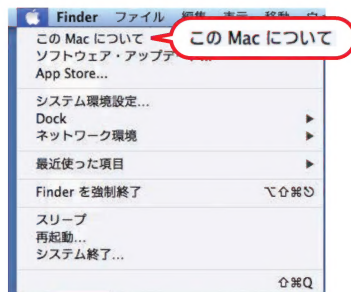 Finder ファイル 編集 表示 移動
この Mac について
この Mac について
ソフトウェア・アップデート...
App Store...
システム環境設定...
Dock
ネットワーク環境
最近使った項目
Finder を強制終了 ⌥⇧⌘⎋
スリープ
再起動...
システム終了...
⇧⌘Q